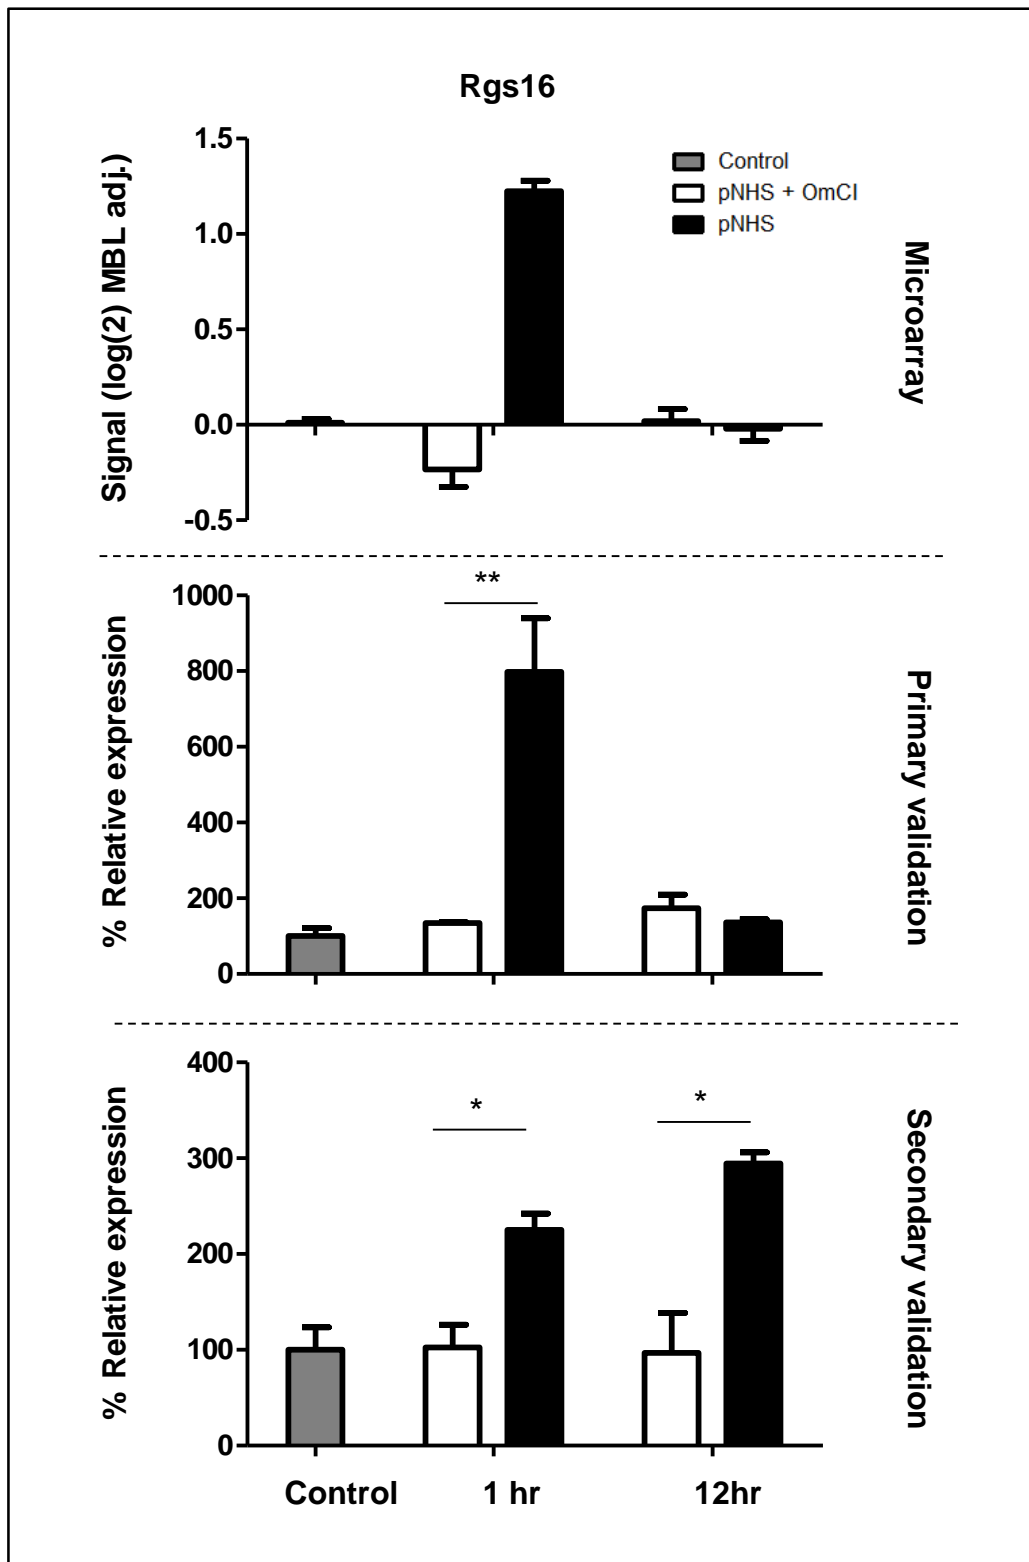 Rgs16
Signal (log(2) MBL adj.)
1.5
1.0
0.5
0.0
-0.5
Control
pNHS + OmCI
pNHS
Microarray
% Relative expression
1000
800
600
400
200
0
**
Primary validation
% Relative expression
400
300
200
100
0
*
*
Secondary validation
Control 1 hr 12hr